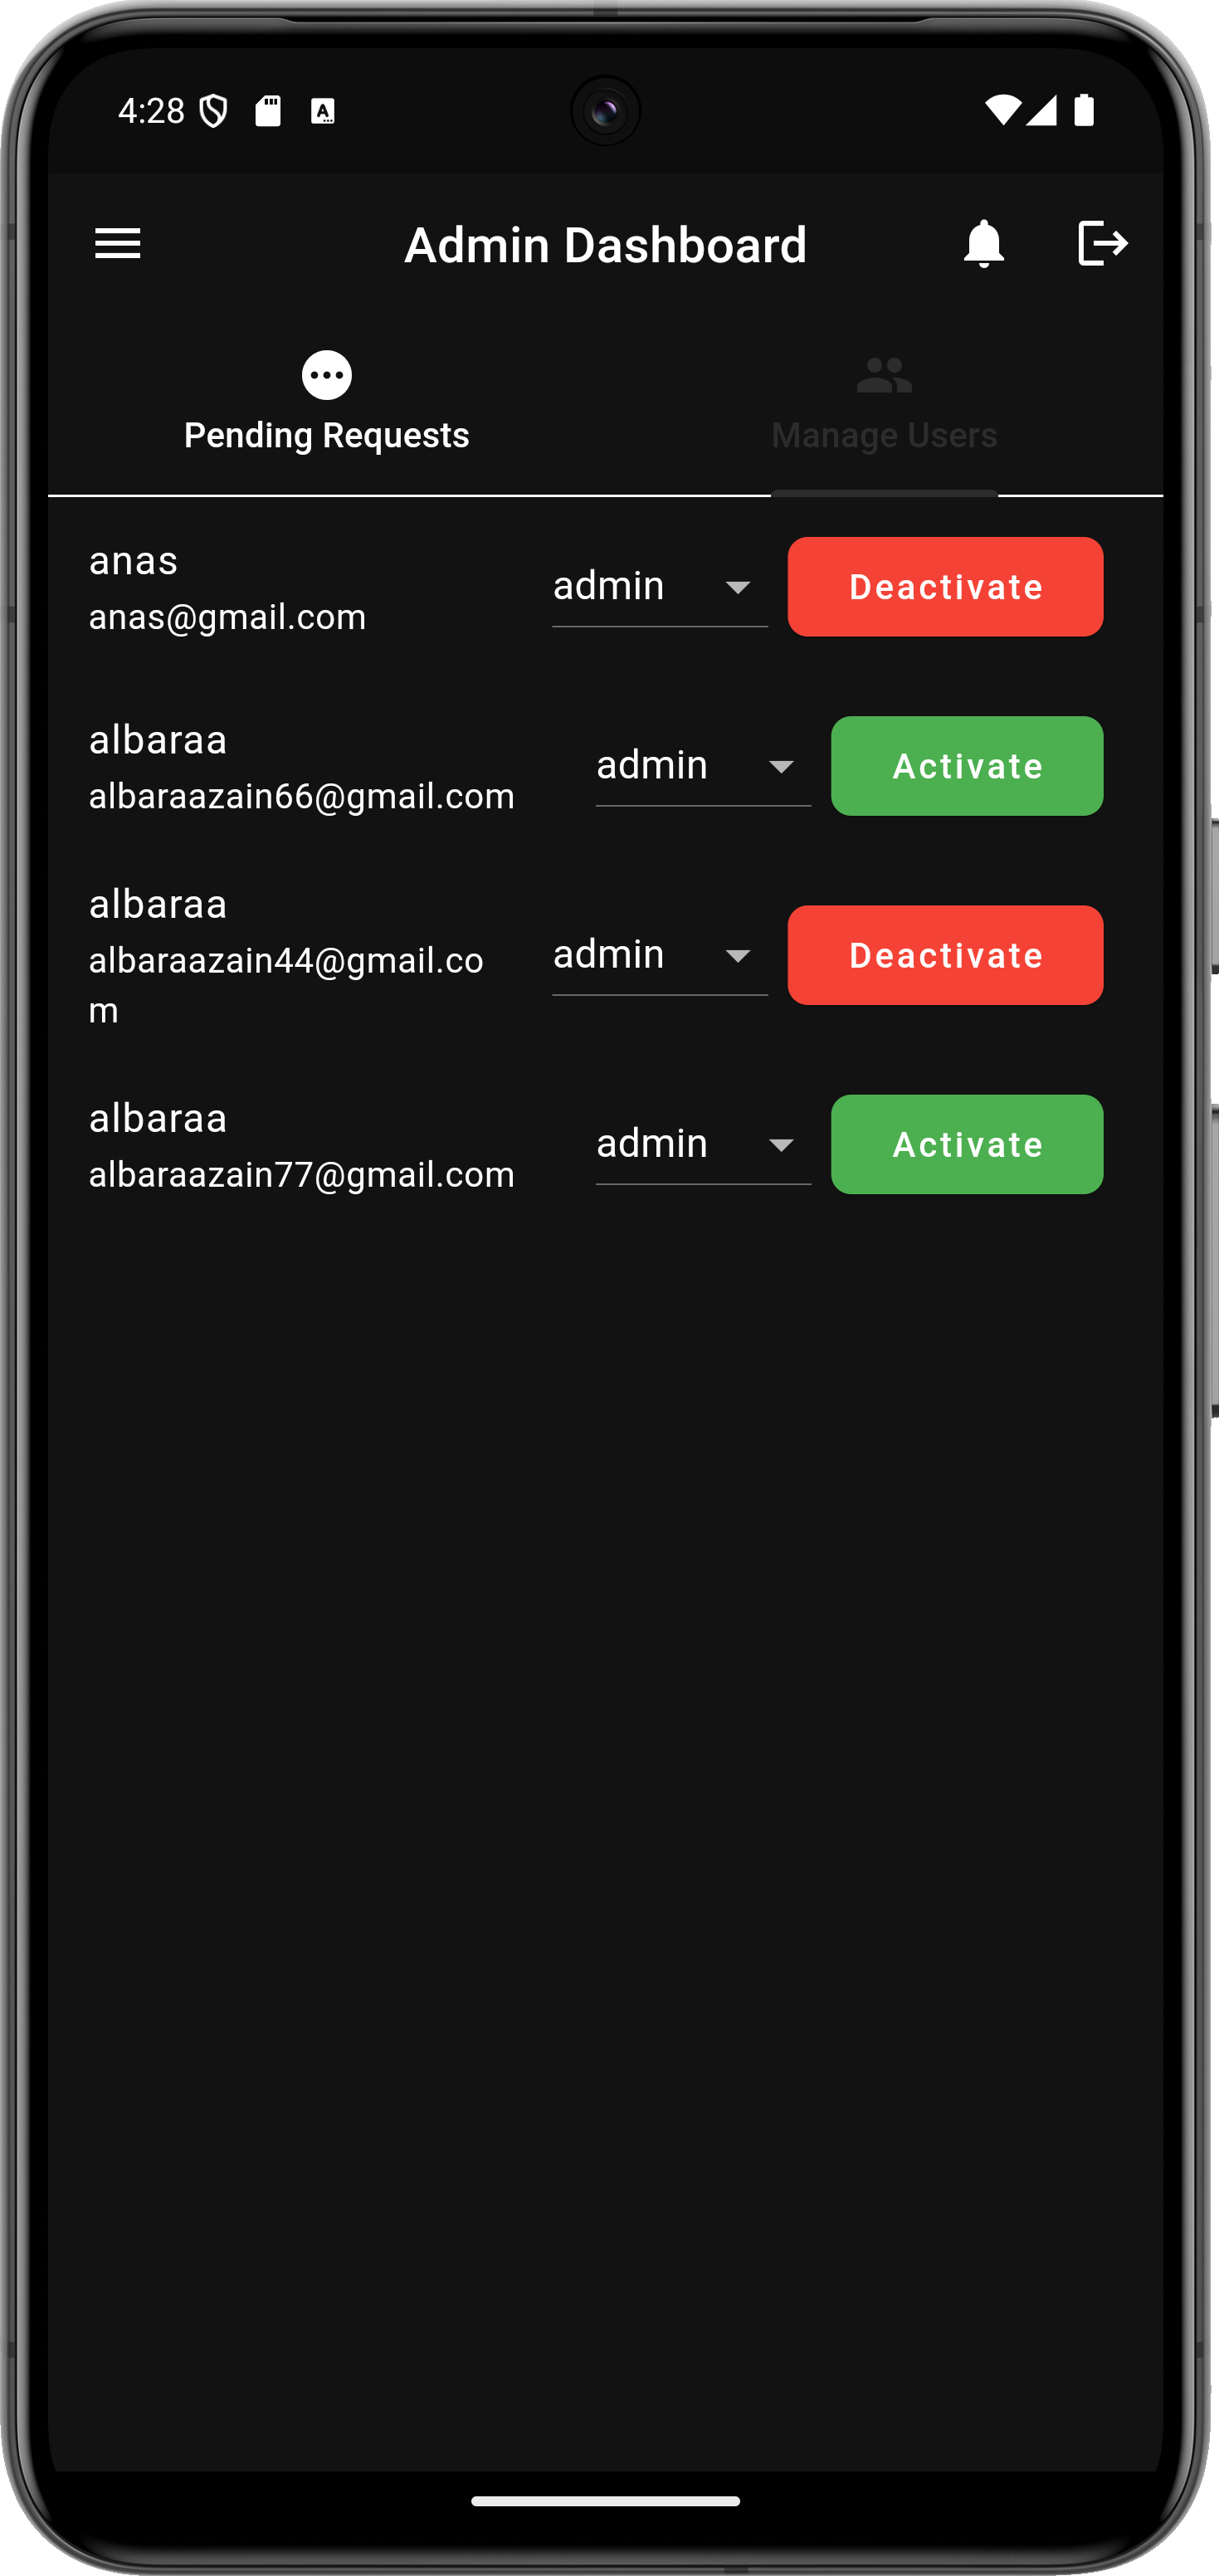 4:28
Admin Dashboard
Pending Requests
Manage Users
anas
anas@gmail.com
admin
Deactivate
albaraa
albaraazain66@gmail.com
admin
Activate
albaraa
albaraazain44@gmail.co
m
admin
Deactivate
albaraa
albaraazain77@gmail.com
admin
Activate